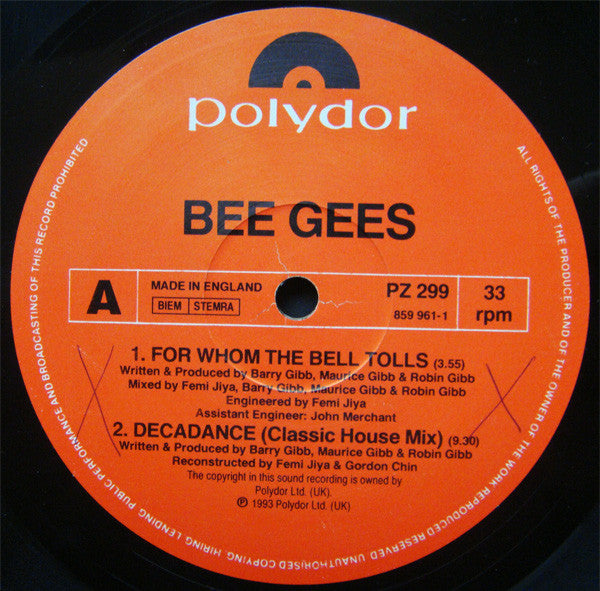 polydor
BEE GEES
A
MADE IN ENGLAND
BIEM STEMRA
PZ 299
859 961-1
33
rpm
1. FOR WHOM THE BELL TOLLS (3.55)
Written & Produced by Barry Gibb, Maurice Gibb & Robin Gibb
Mixed by Femi Jiya, Barry Gibb, Maurice Gibb & Robin Gibb
Engineered by Femi Jiya
Assistant Engineer: John Merchant
2. DECADANCE (Classic House Mix) (9.30)
Written & Produced by Barry Gibb, Maurice Gibb & Robin Gibb
Reconstructed by Femi Jiya & Gordon Chin
The copyright in this sound recording is owned by
Polydor Ltd. (UK).
℗ 1993 Polydor Ltd. (UK)
ALL RIGHTS OF THE PRODUCER AND OF THE OWNER OF THE WORK REPRODUCED RESERVED UNAUTHORISED COPYING HIRING LENDING PUBLIC PERFORMANCE AND BROADCASTING OF THIS RECORD PROHIBITED